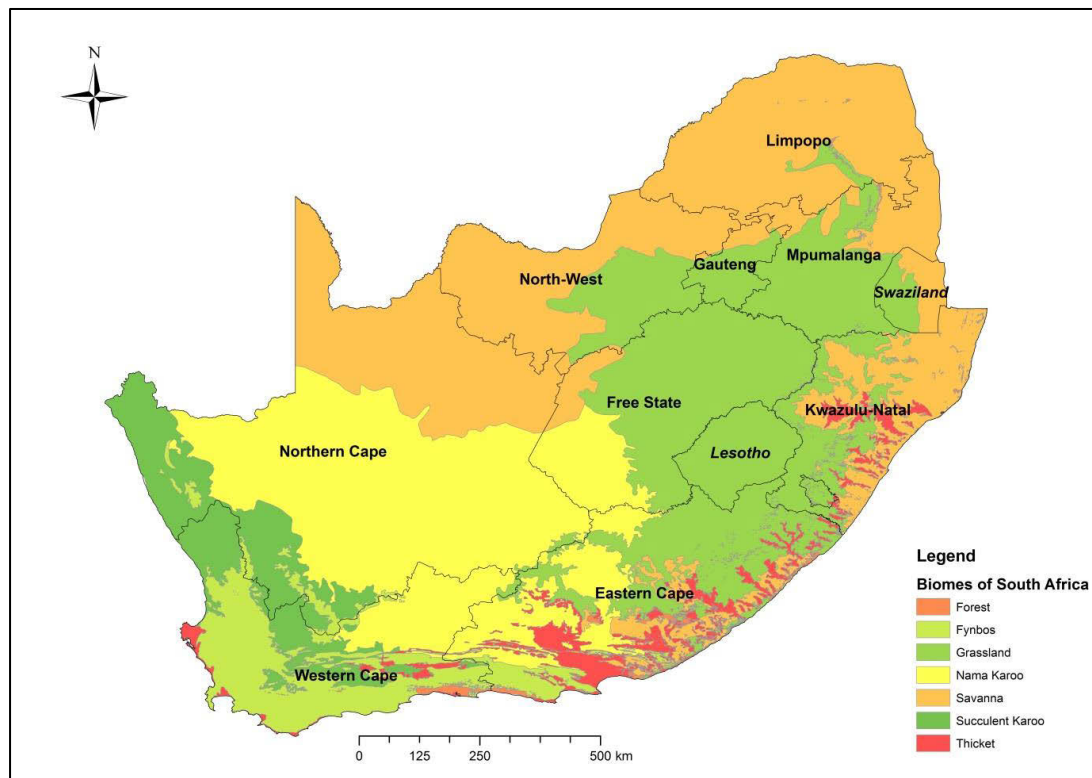 N
Limpopo
Mpumalanga
Gauteng
North-West
Swaziland
Free State
Kwazulu-Natal
Northern Cape
Lesotho
Eastern Cape
Western Cape
Legend
Biomes of South Africa
Forest
Fynbos
Grassland
Nama Karoo
Savanna
Succulent Karoo
Thicket
0 125 250 500 km